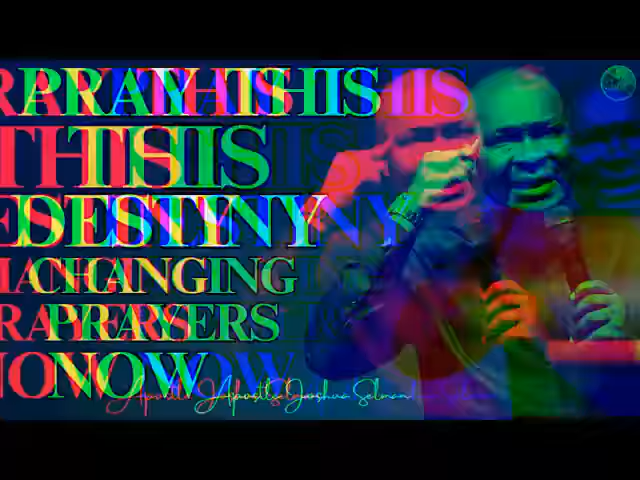 PRAY THIS
THIS IS
DESTINY
CHANGING
PRAYERS
NOW
Apostle Joshua Selman